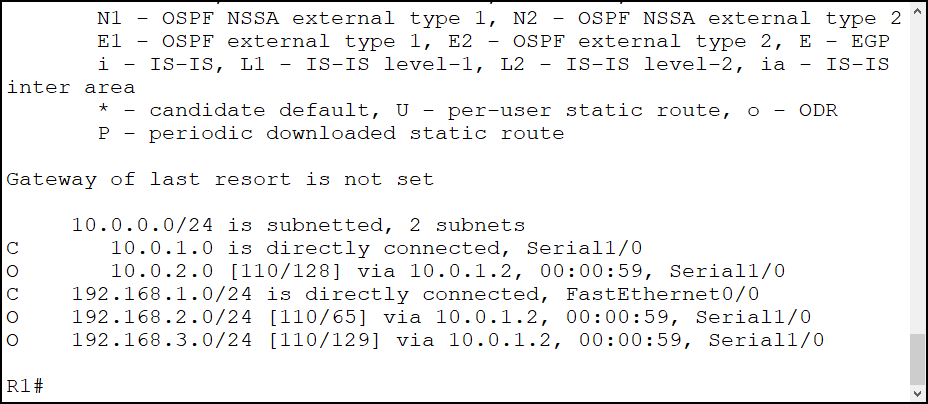 N1 - OSPF NSSA external type 1, N2 - OSPF NSSA external type 2
E1 - OSPF external type 1, E2 - OSPF external type 2, E - EGP
i - IS-IS, L1 - IS-IS level-1, L2 - IS-IS level-2, ia - IS-IS
inter area
* - candidate default, U - per-user static route, o - ODR
P - periodic downloaded static route
Gateway of last resort is not set
10.0.0.0/24 is subnetted, 2 subnets
C 10.0.1.0 is directly connected, Serial1/0
O 10.0.2.0 [110/128] via 10.0.1.2, 00:00:59, Serial1/0
C 192.168.1.0/24 is directly connected, FastEthernet0/0
O 192.168.2.0/24 [110/65] via 10.0.1.2, 00:00:59, Serial1/0
O 192.168.3.0/24 [110/129] via 10.0.1.2, 00:00:59, Serial1/0
R1#